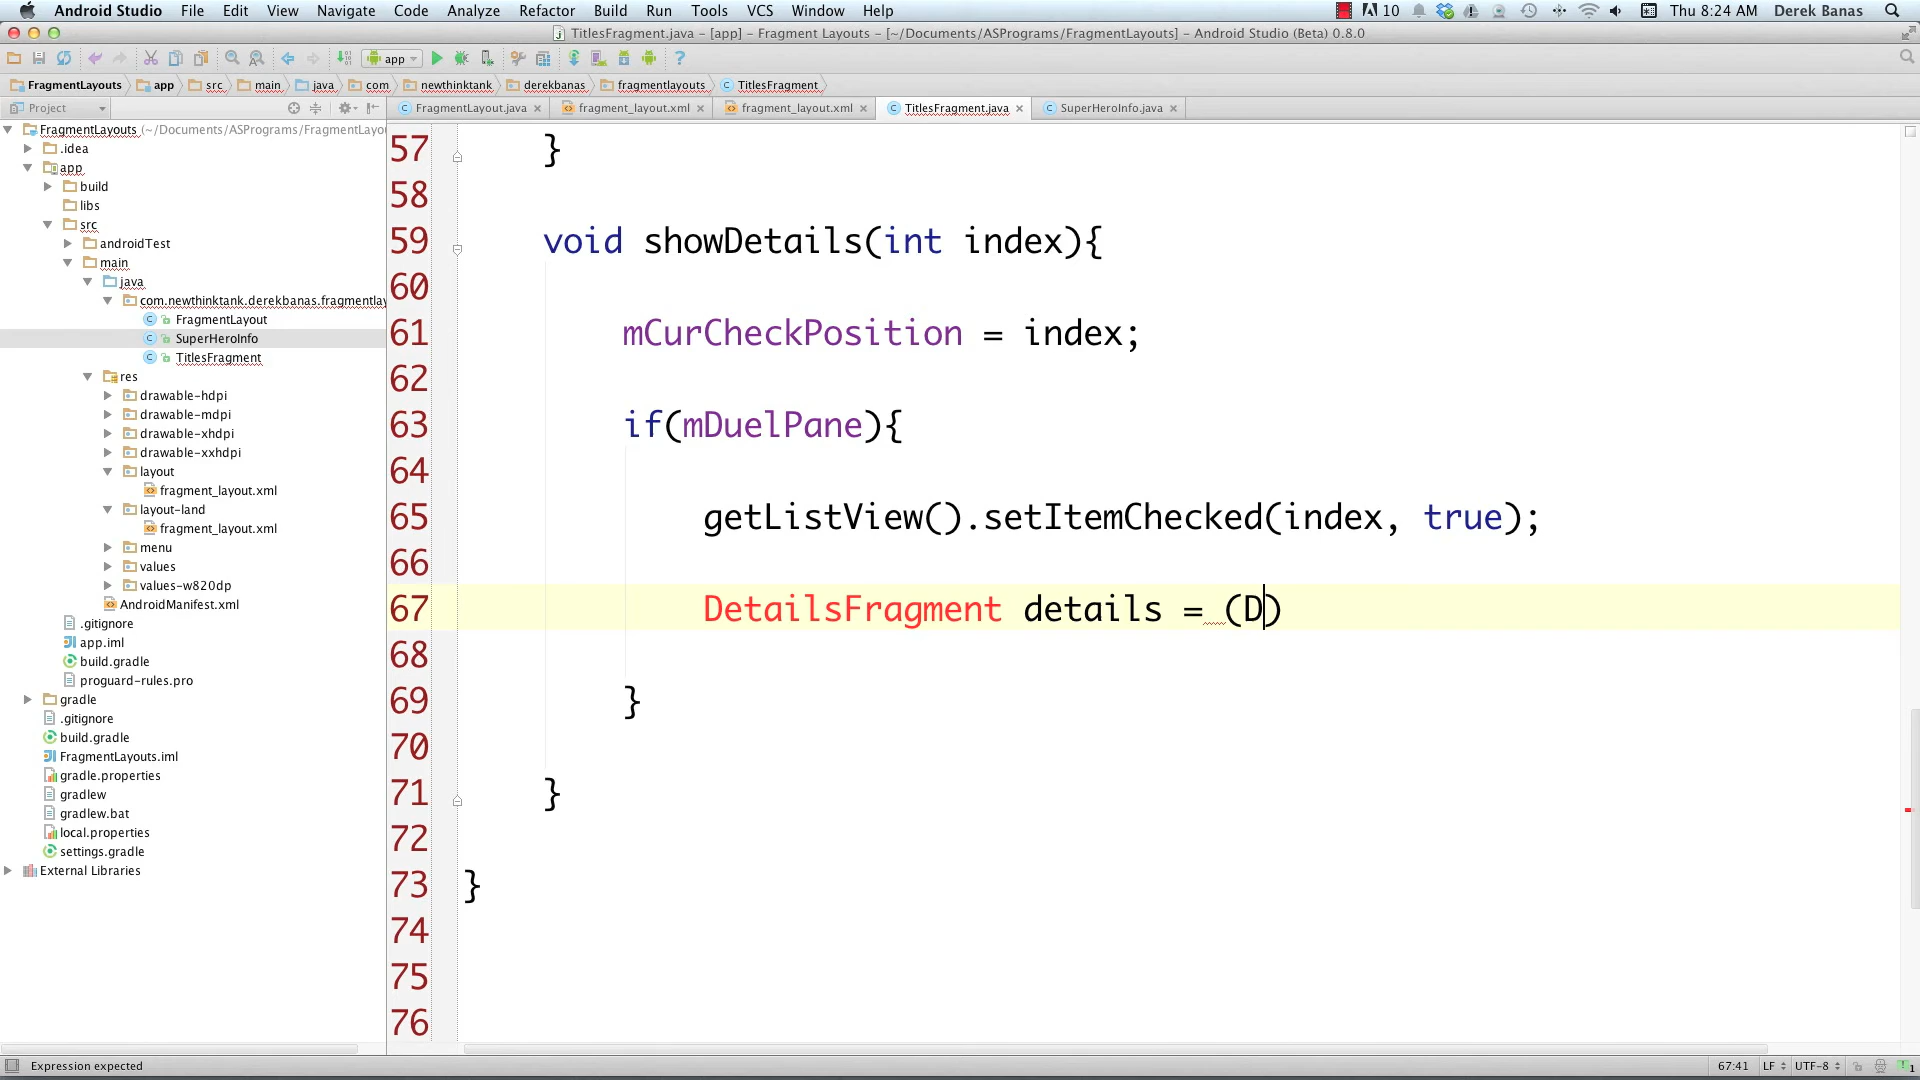 Android Studio File Edit View Navigate Code Analyze Refactor Build Run Tools VCS Window Help 10 Thu 8:24 AM Derek Banas
TitlesFragment.java – [app] – Fragment Layouts – [~/Documents/ASPrograms/FragmentLayouts] – Android Studio (Beta) 0.8.0
app
FragmentLayouts app src main java com newthinktank derekbanas fragmentlayouts TitlesFragment
Project
FragmentLayout.java fragment_layout.xml fragment_layout.xml TitlesFragment.java SuperHeroInfo.java
FragmentLayouts (~/Documents/ASPrograms/FragmentLayou
.idea
app
build
libs
src
androidTest
main
java
com.newthinktank.derekbanas.fragmentlay
FragmentLayout
SuperHeroInfo
TitlesFragment
res
drawable-hdpi
drawable-mdpi
drawable-xhdpi
drawable-xxhdpi
layout
fragment_layout.xml
layout-land
fragment_layout.xml
menu
values
values-w820dp
AndroidManifest.xml
.gitignore
app.iml
build.gradle
proguard-rules.pro
gradle
.gitignore
build.gradle
FragmentLayouts.iml
gradle.properties
gradlew
gradlew.bat
local.properties
settings.gradle
External Libraries
57 }
58
59 void showDetails(int index){
60
61 mCurCheckPosition = index;
62
63 if(mDuelPane){
64
65 getListView().setItemChecked(index, true);
66
67 DetailsFragment details = (D)
68
69 }
70
71 }
72
73 }
74
75
76
Expression expected 67:41 LF UTF-8 1